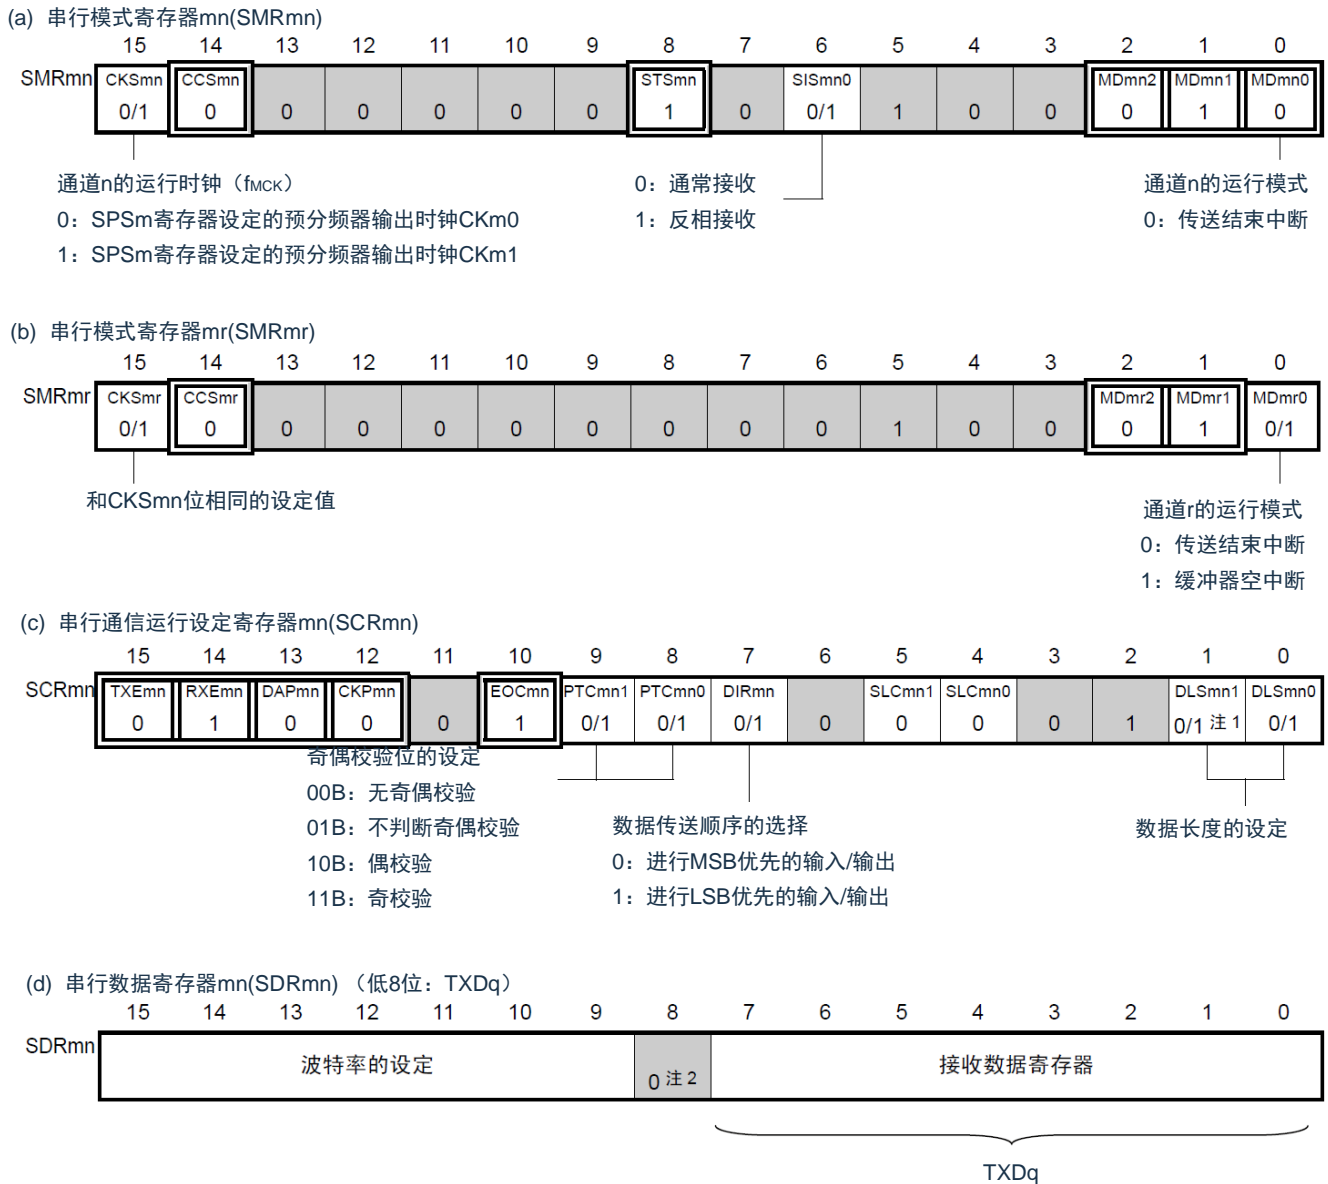 (a) 串行模式寄存器mn(SMRmn)
15 14 13 12 11 10 9 8 7 6 5 4 3 2 1 0
SMRmn CKSmn CCSmn STSmn SISmn0 MDmn2 MDmn1 MDmn0
0/1 0 0 0 0 0 0 1 0 0/1 1 0 0 0 1 0
通道n的运行时钟（fMCK）
0：SPSm寄存器设定的预分频器输出时钟CKm0
1：SPSm寄存器设定的预分频器输出时钟CKm1
0：通常接收
1：反相接收
通道n的运行模式
0：传送结束中断
(b) 串行模式寄存器mr(SMRmr)
15 14 13 12 11 10 9 8 7 6 5 4 3 2 1 0
SMRmr CKSmr CCSmr MDmr2 MDmr1 MDmr0
0/1 0 0 0 0 0 0 0 0 0 1 0 0 0 1 0/1
和CKSmn位相同的设定值
通道r的运行模式
0：传送结束中断
1：缓冲器空中断
(c) 串行通信运行设定寄存器mn(SCRmn)
15 14 13 12 11 10 9 8 7 6 5 4 3 2 1 0
SCRmn TXEmn RXEmn DAPmn CKPmn EOCmn PTCmn1 PTCmn0 DIRmn SLCmn1 SLCmn0 DLSmn1 DLSmn0
0 1 0 0 0 1 0/1 0/1 0/1 0 0 0 0 1 0/1 注 1 0/1
奇偶校验位的设定
00B：无奇偶校验
01B：不判断奇偶校验
10B：偶校验
11B：奇校验
数据传送顺序的选择
0：进行MSB优先的输入/输出
1：进行LSB优先的输入/输出
数据长度的设定
(d) 串行数据寄存器mn(SDRmn) （低8位：TXDq）
15 14 13 12 11 10 9 8 7 6 5 4 3 2 1 0
SDRmn 波特率的设定 0 注 2 接收数据寄存器
TXDq